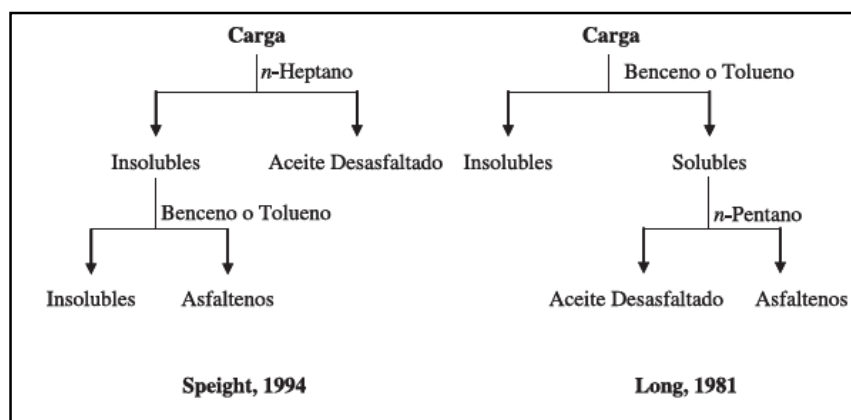 Carga
n-Heptano
Insolubles
Aceite Desasfaltado
Benceno o Tolueno
Insolubles
Asfaltenos
Speight, 1994
Carga
Benceno o Tolueno
Insolubles
Solubles
n-Pentano
Aceite Desasfaltado
Asfaltenos
Long, 1981